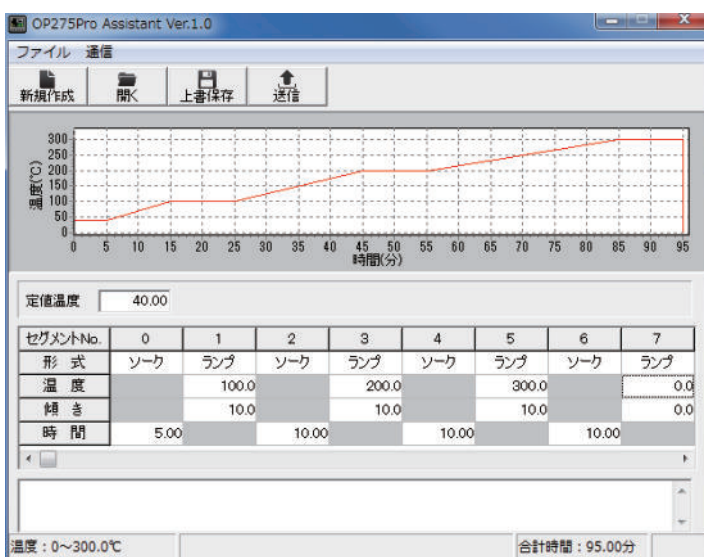 OP275Pro Assistant Ver.1.0
ファイル 通信
新規作成 開く 上書保存 送信
300
250
200
150
100
50
0
温度(℃)
0 5 10 15 20 25 30 35 40 45 50 55 60 65 70 75 80 85 90 95
時間(分)
定値温度 40.00
セグメントNo. 0 1 2 3 4 5 6 7
形 式 ソーク ランプ ソーク ランプ ソーク ランプ ソーク ランプ
温 度 100.0 200.0 300.0 0.0
傾 き 10.0 10.0 10.0 0.0
時 間 5.00 10.00 10.00 10.00
温度:0~300.0℃ 合計時間:95.00分